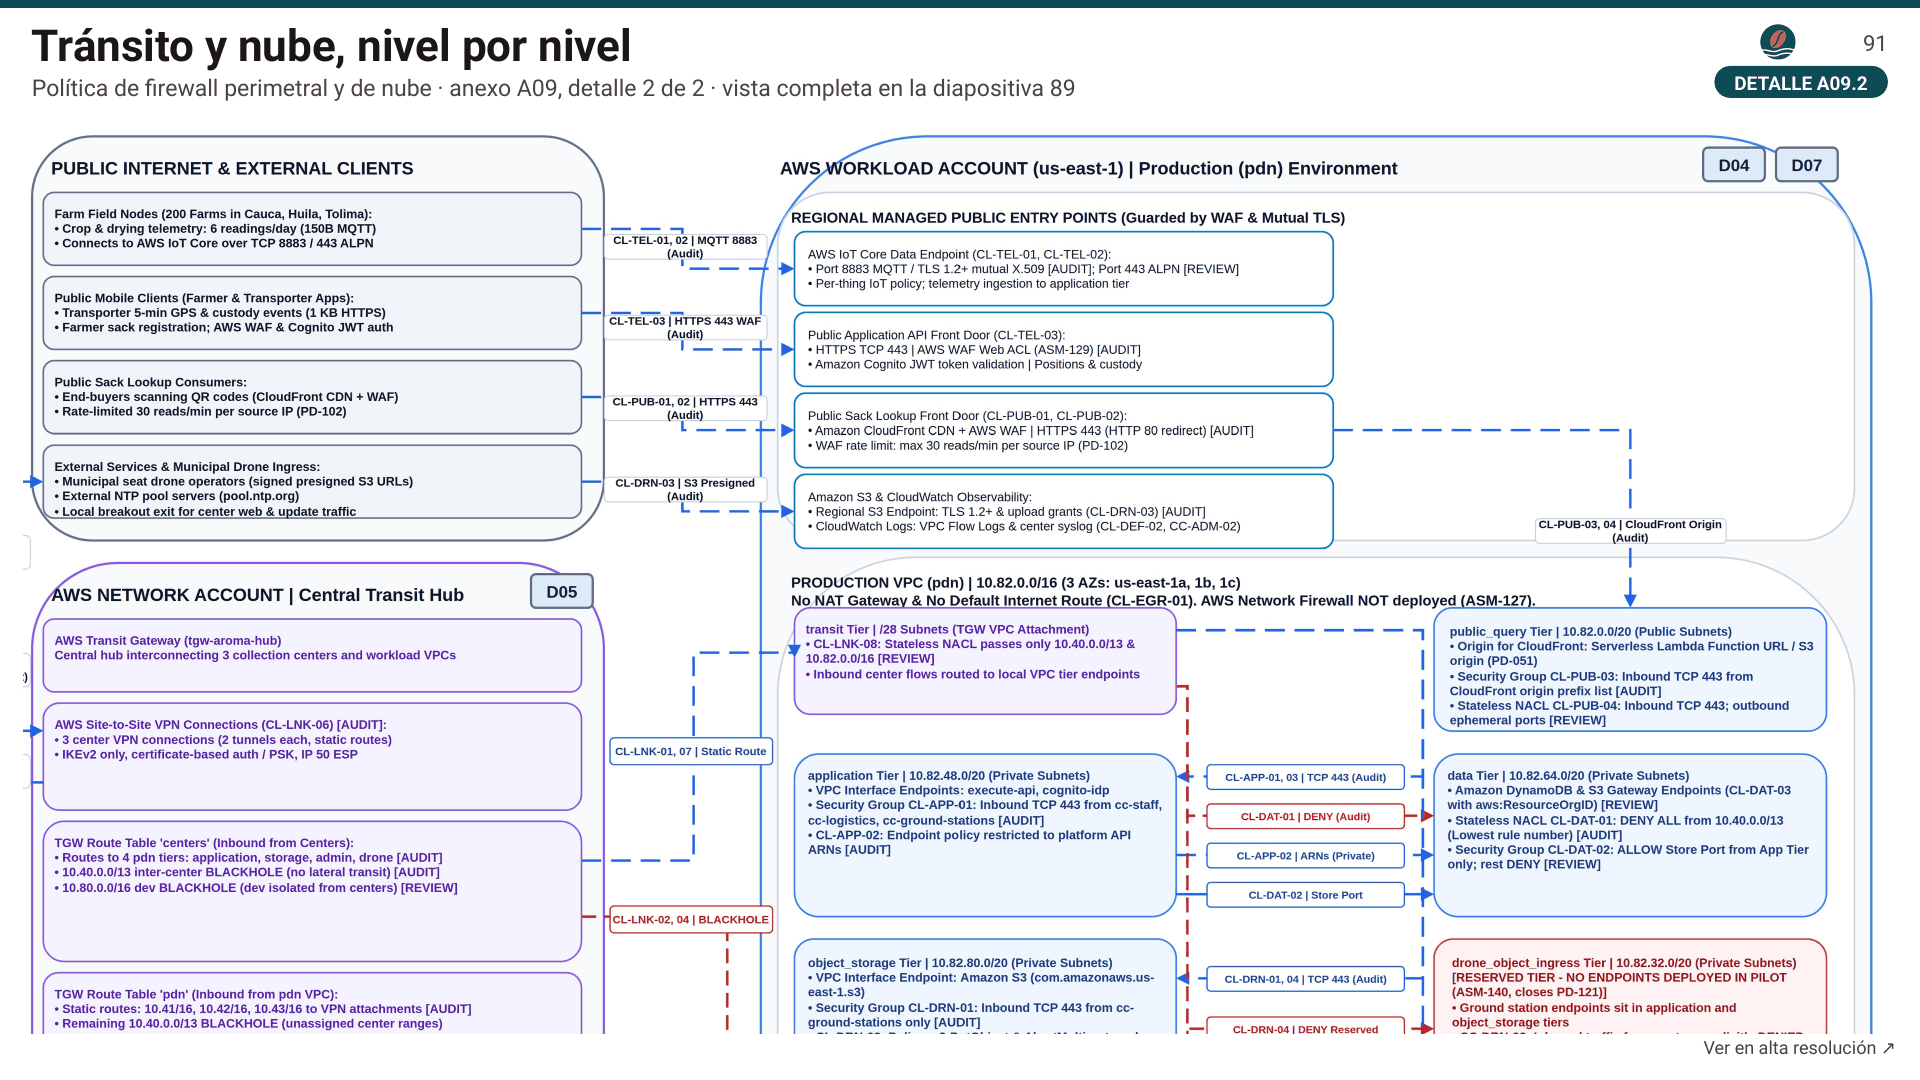 Tránsito y nube, nivel por nivel
Política de firewall perimetral y de nube · anexo A09, detalle 2 de 2 · vista completa en la diapositiva 89
91
DETALLE A09.2
PUBLIC INTERNET & EXTERNAL CLIENTS
Farm Field Nodes (200 Farms in Cauca, Huila, Tolima):
• Crop & drying telemetry: 6 readings/day (150B MQTT)
• Connects to AWS IoT Core over TCP 8883 / 443 ALPN
Public Mobile Clients (Farmer & Transporter Apps):
• Transporter 5-min GPS & custody events (1 KB HTTPS)
• Farmer sack registration; AWS WAF & Cognito JWT auth
Public Sack Lookup Consumers:
• End-buyers scanning QR codes (CloudFront CDN + WAF)
• Rate-limited 30 reads/min per source IP (PD-102)
External Services & Municipal Drone Ingress:
• Municipal seat drone operators (signed presigned S3 URLs)
• External NTP pool servers (pool.ntp.org)
• Local breakout exit for center web & update traffic
CL-TEL-01, 02 | MQTT 8883
(Audit)
CL-TEL-03 | HTTPS 443 WAF
(Audit)
CL-PUB-01, 02 | HTTPS 443
(Audit)
CL-DRN-03 | S3 Presigned
(Audit)
AWS WORKLOAD ACCOUNT (us-east-1) | Production (pdn) Environment
D04
D07
REGIONAL MANAGED PUBLIC ENTRY POINTS (Guarded by WAF & Mutual TLS)
AWS IoT Core Data Endpoint (CL-TEL-01, CL-TEL-02):
• Port 8883 MQTT / TLS 1.2+ mutual X.509 [AUDIT]; Port 443 ALPN [REVIEW]
• Per-thing IoT policy; telemetry ingestion to application tier
Public Application API Front Door (CL-TEL-03):
• HTTPS TCP 443 | AWS WAF Web ACL (ASM-129) [AUDIT]
• Amazon Cognito JWT token validation | Positions & custody
Public Sack Lookup Front Door (CL-PUB-01, CL-PUB-02):
• Amazon CloudFront CDN + AWS WAF | HTTPS 443 (HTTP 80 redirect) [AUDIT]
• WAF rate limit: max 30 reads/min per source IP (PD-102)
Amazon S3 & CloudWatch Observability:
• Regional S3 Endpoint: TLS 1.2+ & upload grants (CL-DRN-03) [AUDIT]
• CloudWatch Logs: VPC Flow Logs & center syslog (CL-DEF-02, CC-ADM-02)
CL-PUB-03, 04 | CloudFront Origin
(Audit)
AWS NETWORK ACCOUNT | Central Transit Hub
D05
AWS Transit Gateway (tgw-aroma-hub)
Central hub interconnecting 3 collection centers and workload VPCs
AWS Site-to-Site VPN Connections (CL-LNK-06) [AUDIT]:
• 3 center VPN connections (2 tunnels each, static routes)
• IKEv2 only, certificate-based auth / PSK, IP 50 ESP
TGW Route Table 'centers' (Inbound from Centers):
• Routes to 4 pdn tiers: application, storage, admin, drone [AUDIT]
• 10.40.0.0/13 inter-center BLACKHOLE (no lateral transit) [AUDIT]
• 10.80.0.0/16 dev BLACKHOLE (dev isolated from centers) [REVIEW]
TGW Route Table 'pdn' (Inbound from pdn VPC):
• Static routes: 10.41/16, 10.42/16, 10.43/16 to VPN attachments [AUDIT]
• Remaining 10.40.0.0/13 BLACKHOLE (unassigned center ranges)
CL-LNK-01, 07 | Static Route
CL-LNK-02, 04 | BLACKHOLE
PRODUCTION VPC (pdn) | 10.82.0.0/16 (3 AZs: us-east-1a, 1b, 1c)
No NAT Gateway & No Default Internet Route (CL-EGR-01). AWS Network Firewall NOT deployed (ASM-127).
transit Tier | /28 Subnets (TGW VPC Attachment)
• CL-LNK-08: Stateless NACL passes only 10.40.0.0/13 &
10.82.0.0/16 [REVIEW]
• Inbound center flows routed to local VPC tier endpoints
public_query Tier | 10.82.0.0/20 (Public Subnets)
• Origin for CloudFront: Serverless Lambda Function URL / S3
origin (PD-051)
• Security Group CL-PUB-03: Inbound TCP 443 from
CloudFront origin prefix list [AUDIT]
• Stateless NACL CL-PUB-04: Inbound TCP 443; outbound
ephemeral ports [REVIEW]
application Tier | 10.82.48.0/20 (Private Subnets)
• VPC Interface Endpoints: execute-api, cognito-idp
• Security Group CL-APP-01: Inbound TCP 443 from cc-staff,
cc-logistics, cc-ground-stations [AUDIT]
• CL-APP-02: Endpoint policy restricted to platform API
ARNs [AUDIT]
CL-APP-01, 03 | TCP 443 (Audit)
CL-DAT-01 | DENY (Audit)
CL-APP-02 | ARNs (Private)
CL-DAT-02 | Store Port
data Tier | 10.82.64.0/20 (Private Subnets)
• Amazon DynamoDB & S3 Gateway Endpoints (CL-DAT-03
with aws:ResourceOrgID) [REVIEW]
• Stateless NACL CL-DAT-01: DENY ALL from 10.40.0.0/13
(Lowest rule number) [AUDIT]
• Security Group CL-DAT-02: ALLOW Store Port from App Tier
only; rest DENY [REVIEW]
object_storage Tier | 10.82.80.0/20 (Private Subnets)
• VPC Interface Endpoint: Amazon S3 (com.amazonaws.us-
east-1.s3)
• Security Group CL-DRN-01: Inbound TCP 443 from cc-
ground-stations only [AUDIT]
CL-DRN-01, 04 | TCP 443 (Audit)
CL-DRN-04 | DENY Reserved
drone_object_ingress Tier | 10.82.32.0/20 (Private Subnets)
[RESERVED TIER - NO ENDPOINTS DEPLOYED IN PILOT
(ASM-140, closes PD-121)]
• Ground station endpoints sit in application and
object_storage tiers
Ver en alta resolución ↗